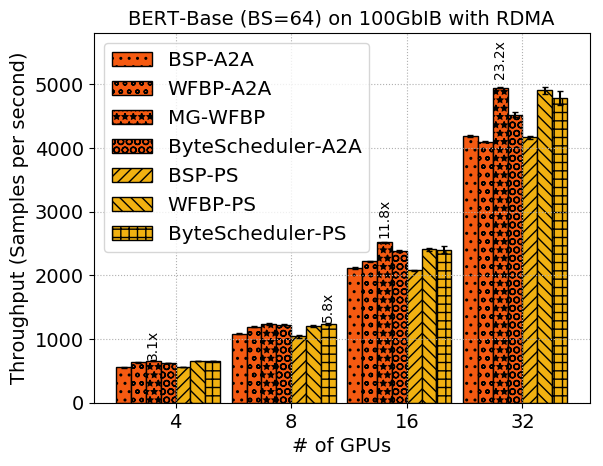 BERT-Base (BS=64) on 100GbIB with RDMA
Throughput (Samples per second)
5000
4000
3000
2000
1000
0
BSP-A2A
WFBP-A2A
MG-WFBP
ByteScheduler-A2A
BSP-PS
WFBP-PS
ByteScheduler-PS
3.1x
5.8x
11.8x
23.2x
4 8 16 32
# of GPUs